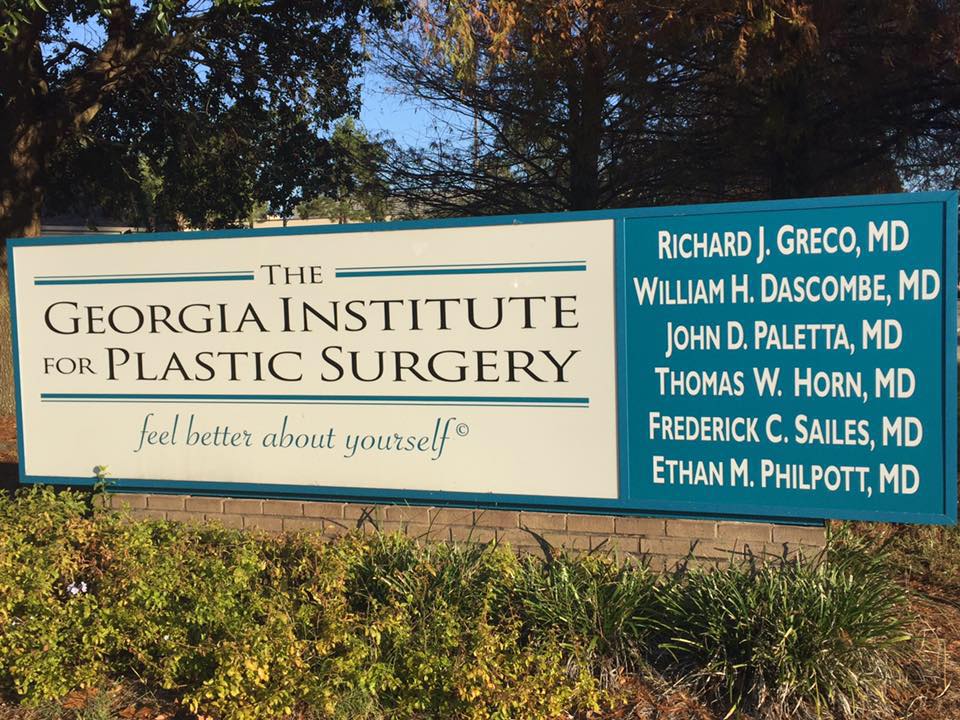 The
Georgia Institute
for Plastic Surgery
feel better about yourself©
Richard J. Greco, MD
William H. Dascombe, MD
John D. Paletta, MD
Thomas W. Horn, MD
Frederick C. Sailes, MD
Ethan M. Philpott, MD